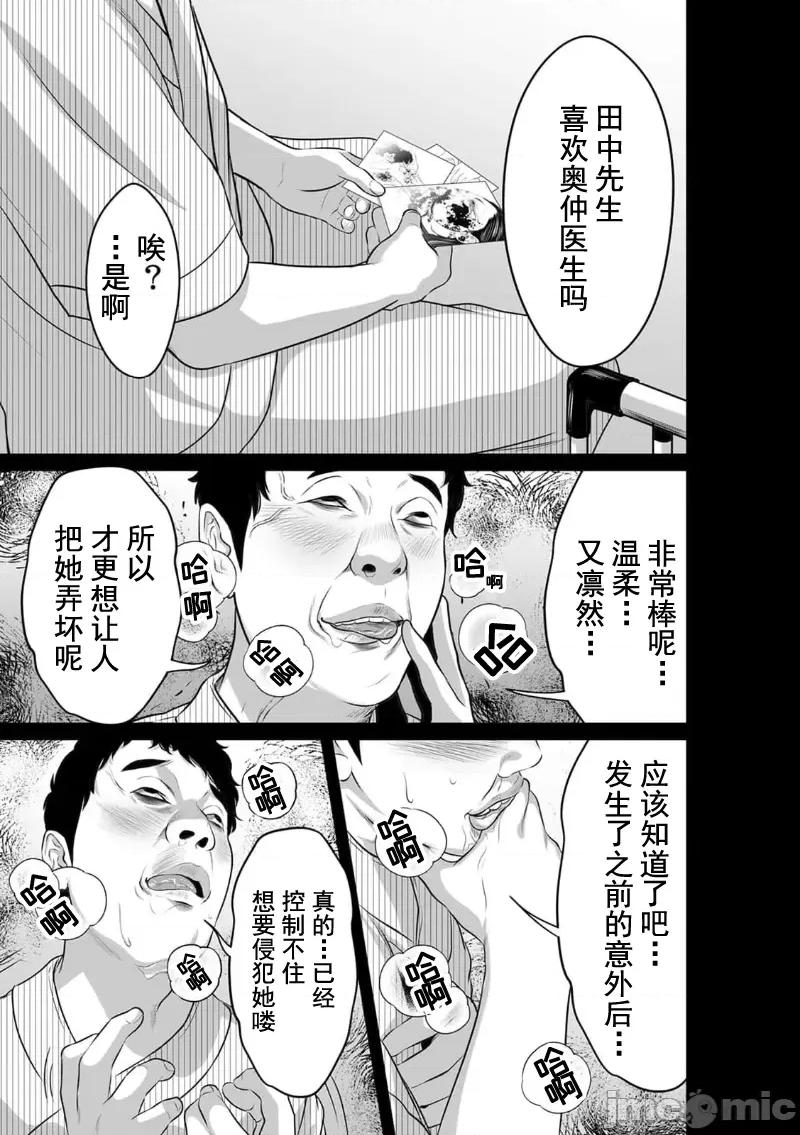 田中先生
喜欢奥仲医生吗
唉？
…是啊
非常棒呢…
温柔…
又凛然…
哈啊
哈
哈啊
哈啊
所以
才更想让人
把她弄坏呢
应该知道了吧…
发生了之前的意外后…
哈啊
哈啊
哈啊
真的…已经
控制不住
想要侵犯她喽
哈啊
哈啊
哈啊
imcomic